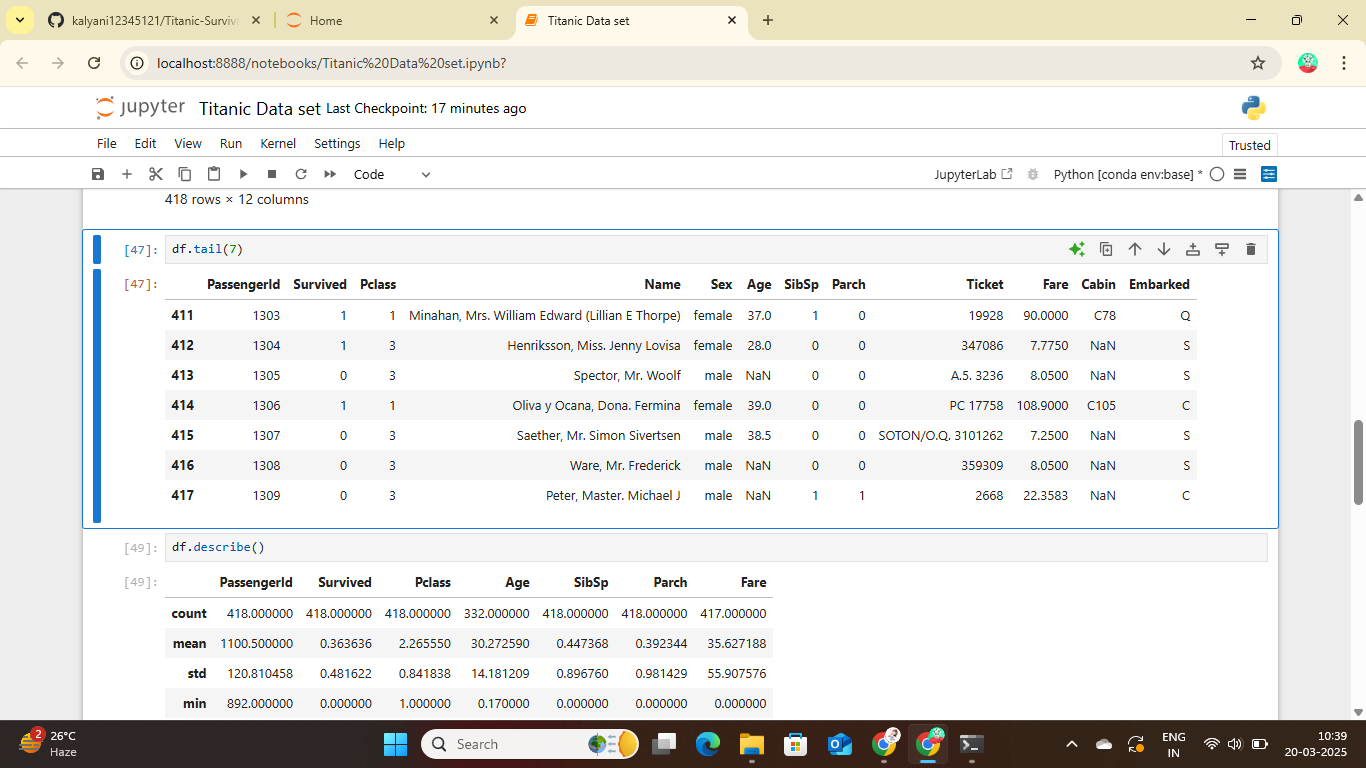 kalyani12345121/Titanic-Surviva
Home
Titanic Data set
localhost:8888/notebooks/Titanic%20Data%20set.ipynb?
jupyter Titanic Data set Last Checkpoint: 17 minutes ago
File Edit View Run Kernel Settings Help
Trusted
Code
JupyterLab
Python [conda env:base] *
418 rows × 12 columns
[47]: df.tail(7)
[47]: PassengerId Survived Pclass Name Sex Age SibSp Parch Ticket Fare Cabin Embarked
411 1303 1 1 Minahan, Mrs. William Edward (Lillian E Thorpe) female 37.0 1 0 19928 90.0000 C78 Q
412 1304 1 3 Henriksson, Miss. Jenny Lovisa female 28.0 0 0 347086 7.7750 NaN S
413 1305 0 3 Spector, Mr. Woolf male NaN 0 0 A.5. 3236 8.0500 NaN S
414 1306 1 1 Oliva y Ocana, Dona. Fermina female 39.0 0 0 PC 17758 108.9000 C105 C
415 1307 0 3 Saether, Mr. Simon Sivertsen male 38.5 0 0 SOTON/O.Q. 3101262 7.2500 NaN S
416 1308 0 3 Ware, Mr. Frederick male NaN 0 0 359309 8.0500 NaN S
417 1309 0 3 Peter, Master. Michael J male NaN 1 1 2668 22.3583 NaN C
[49]: df.describe()
[49]: PassengerId Survived Pclass Age SibSp Parch Fare
count 418.000000 418.000000 418.000000 332.000000 418.000000 418.000000 417.000000
mean 1100.500000 0.363636 2.265550 30.272590 0.447368 0.392344 35.627188
std 120.810458 0.481622 0.841838 14.181209 0.896760 0.981429 55.907576
min 892.000000 0.000000 1.000000 0.170000 0.000000 0.000000 0.000000
2
26°C
Haze
Search
ENG
IN
10:39
20-03-2025